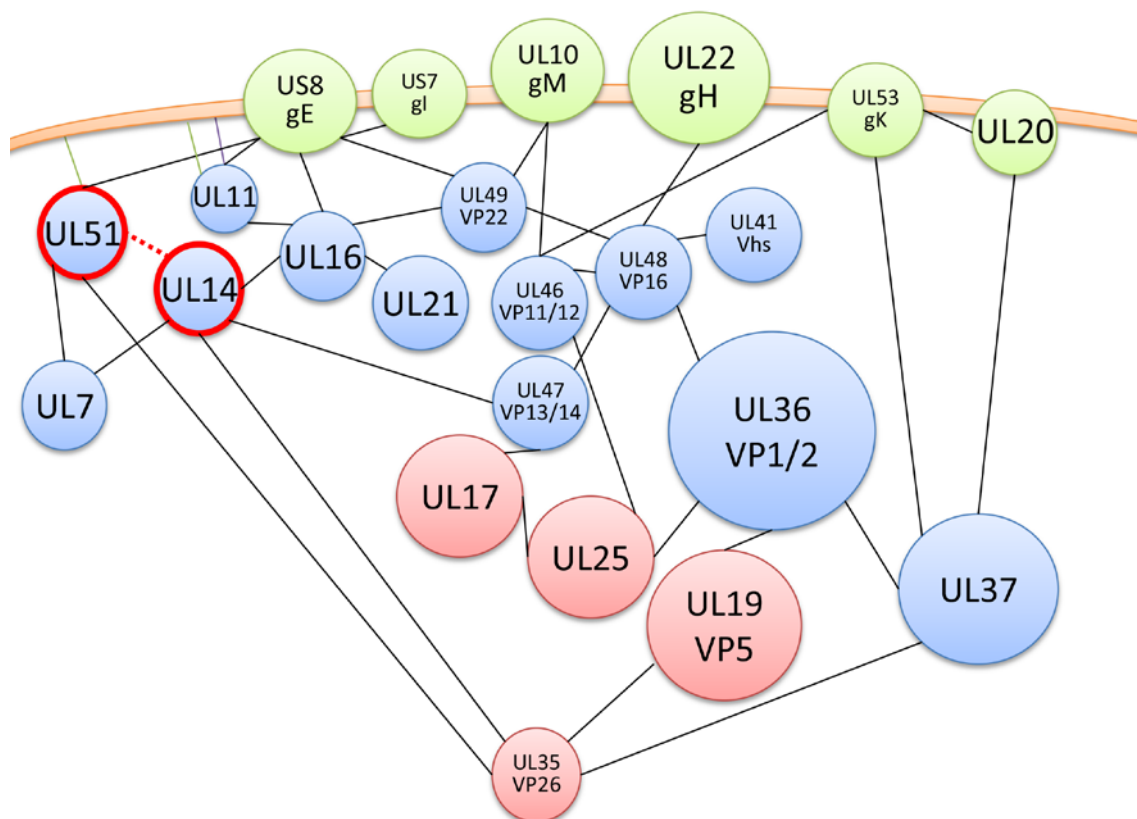 US8
gE
US7
gI
UL10
gM
UL22
gH
UL53
gK
UL20
UL11
UL49
VP22
UL51
UL16
UL48
VP16
UL41
Vhs
UL14
UL21
UL46
VP11/12
UL7
UL47
VP13/14
UL36
VP1/2
UL17
UL25
UL37
UL19
VP5
UL35
VP26